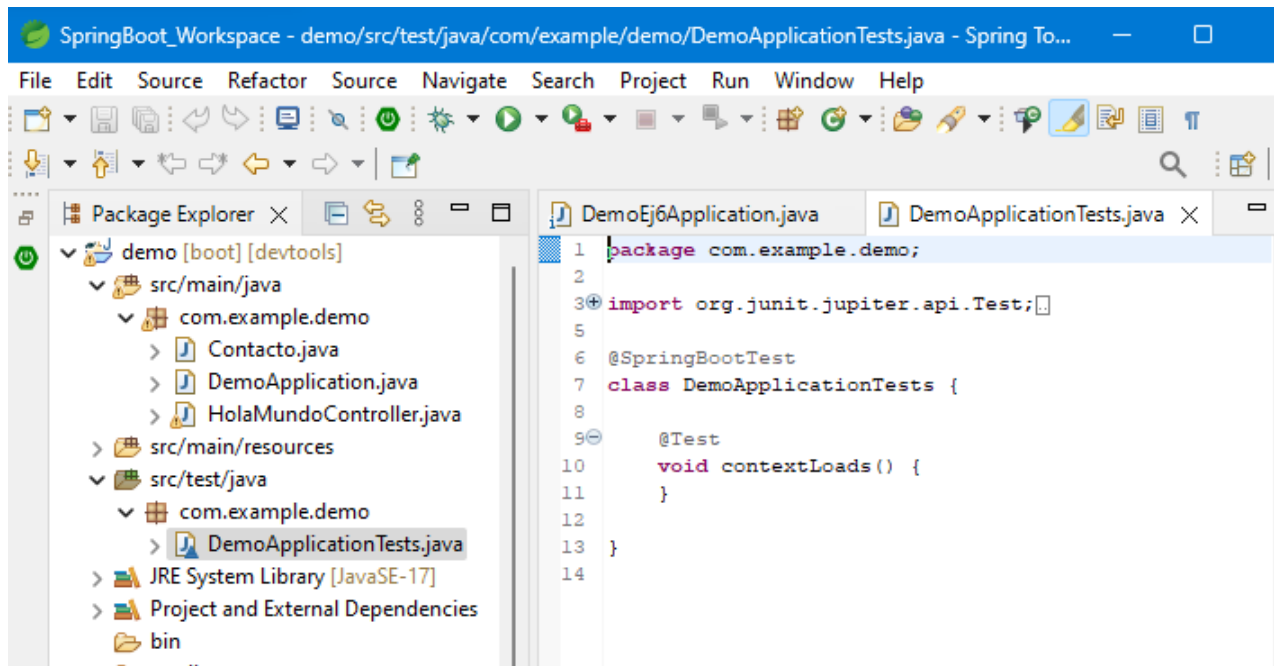 SpringBoot_Workspace - demo/src/test/java/com/example/demo/DemoApplicationTests.java - Spring To...
File Edit Source Refactor Source Navigate Search Project Run Window Help
Package Explorer
demo [boot] [devtools]
src/main/java
com.example.demo
Contacto.java
DemoApplication.java
HolaMundoController.java
src/main/resources
src/test/java
com.example.demo
DemoApplicationTests.java
JRE System Library [JavaSE-17]
Project and External Dependencies
bin
DemoEj6Application.java DemoApplicationTests.java
1 package com.example.demo;
2
3 import org.junit.jupiter.api.Test;
5
6 @SpringBootTest
7 class DemoApplicationTests {
8
9 @Test
10 void contextLoads() {
11 }
12
13 }
14